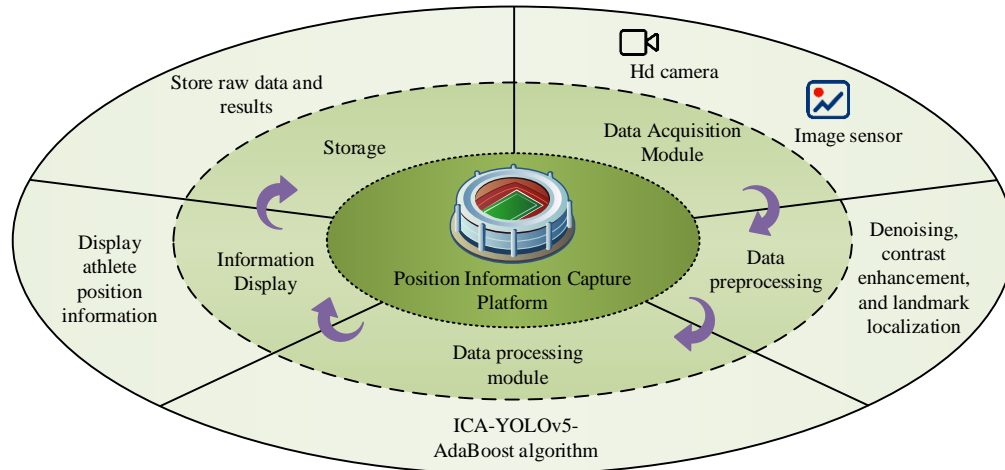 Hd camera
Image sensor
Data Acquisition
Module
Denoising,
contrast
enhancement,
and landmark
localization
Data
preprocessing
ICA-YOLOv5-
AdaBoost algorithm
Data processing
module
Display
athlete
position
information
Information
Display
Store raw data and
results
Storage
Position Information Capture
Platform